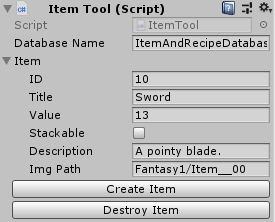 Item Tool (Script)
Script ItemTool
Database Name ItemAndRecipeDatabas
Item
ID 10
Title Sword
Value 13
Stackable
Description A pointy blade.
Img Path Fantasy1/Item__00
Create Item
Destroy Item